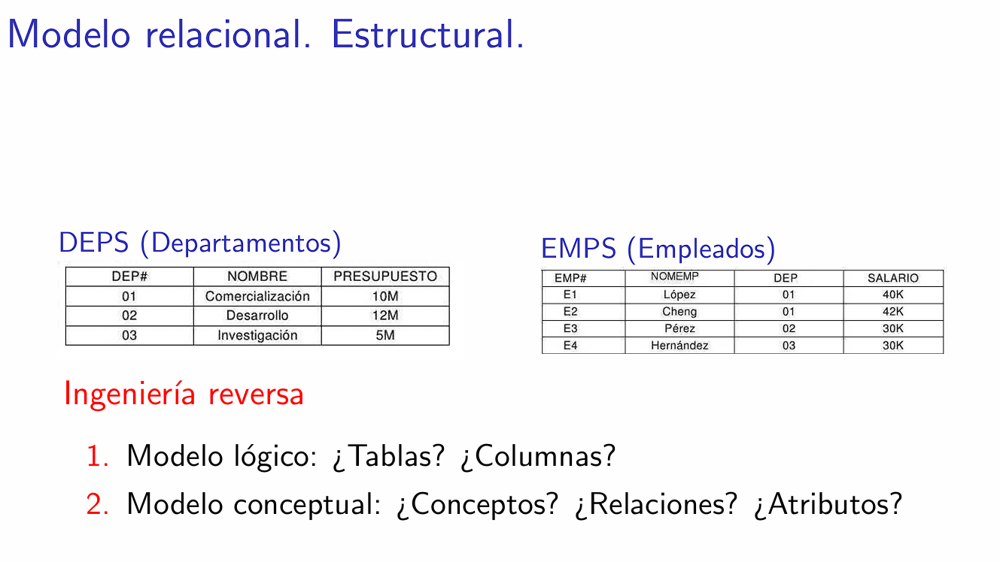 Modelo relacional. Estructural.
DEPS (Departamentos)
DEP# NOMBRE PRESUPUESTO
01 Comercialización 10M
02 Desarrollo 12M
03 Investigación 5M
EMPS (Empleados)
EMP# NOMEMP DEP SALARIO
E1 López 01 40K
E2 Cheng 01 42K
E3 Pérez 02 30K
E4 Hernández 03 30K
Ingeniería reversa
1. Modelo lógico: ¿Tablas? ¿Columnas?
2. Modelo conceptual: ¿Conceptos? ¿Relaciones? ¿Atributos?